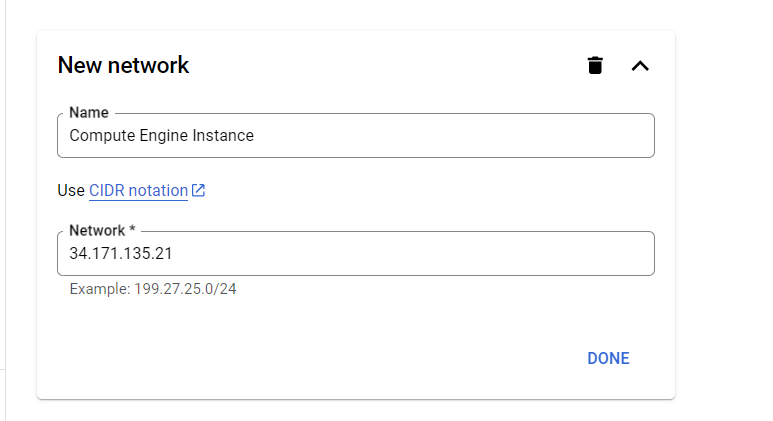 New network
Name
Compute Engine Instance
Use CIDR notation
Network *
34.171.135.21
Example: 199.27.25.0/24
DONE